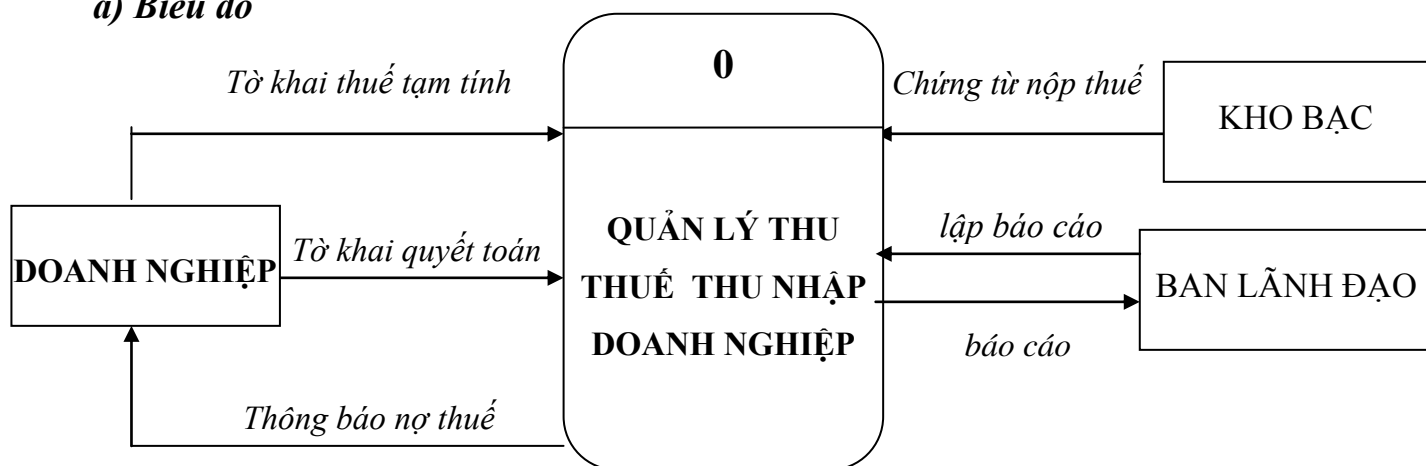 a) Biểu đồ
0
Tờ khai thuế tạm tính
Chứng từ nộp thuế
KHO BẠC
DOANH NGHIỆP
Tờ khai quyết toán
QUẢN LÝ THU
THUẾ THU NHẬP
DOANH NGHIỆP
lập báo cáo
BAN LÃNH ĐẠO
báo cáo
Thông báo nợ thuế